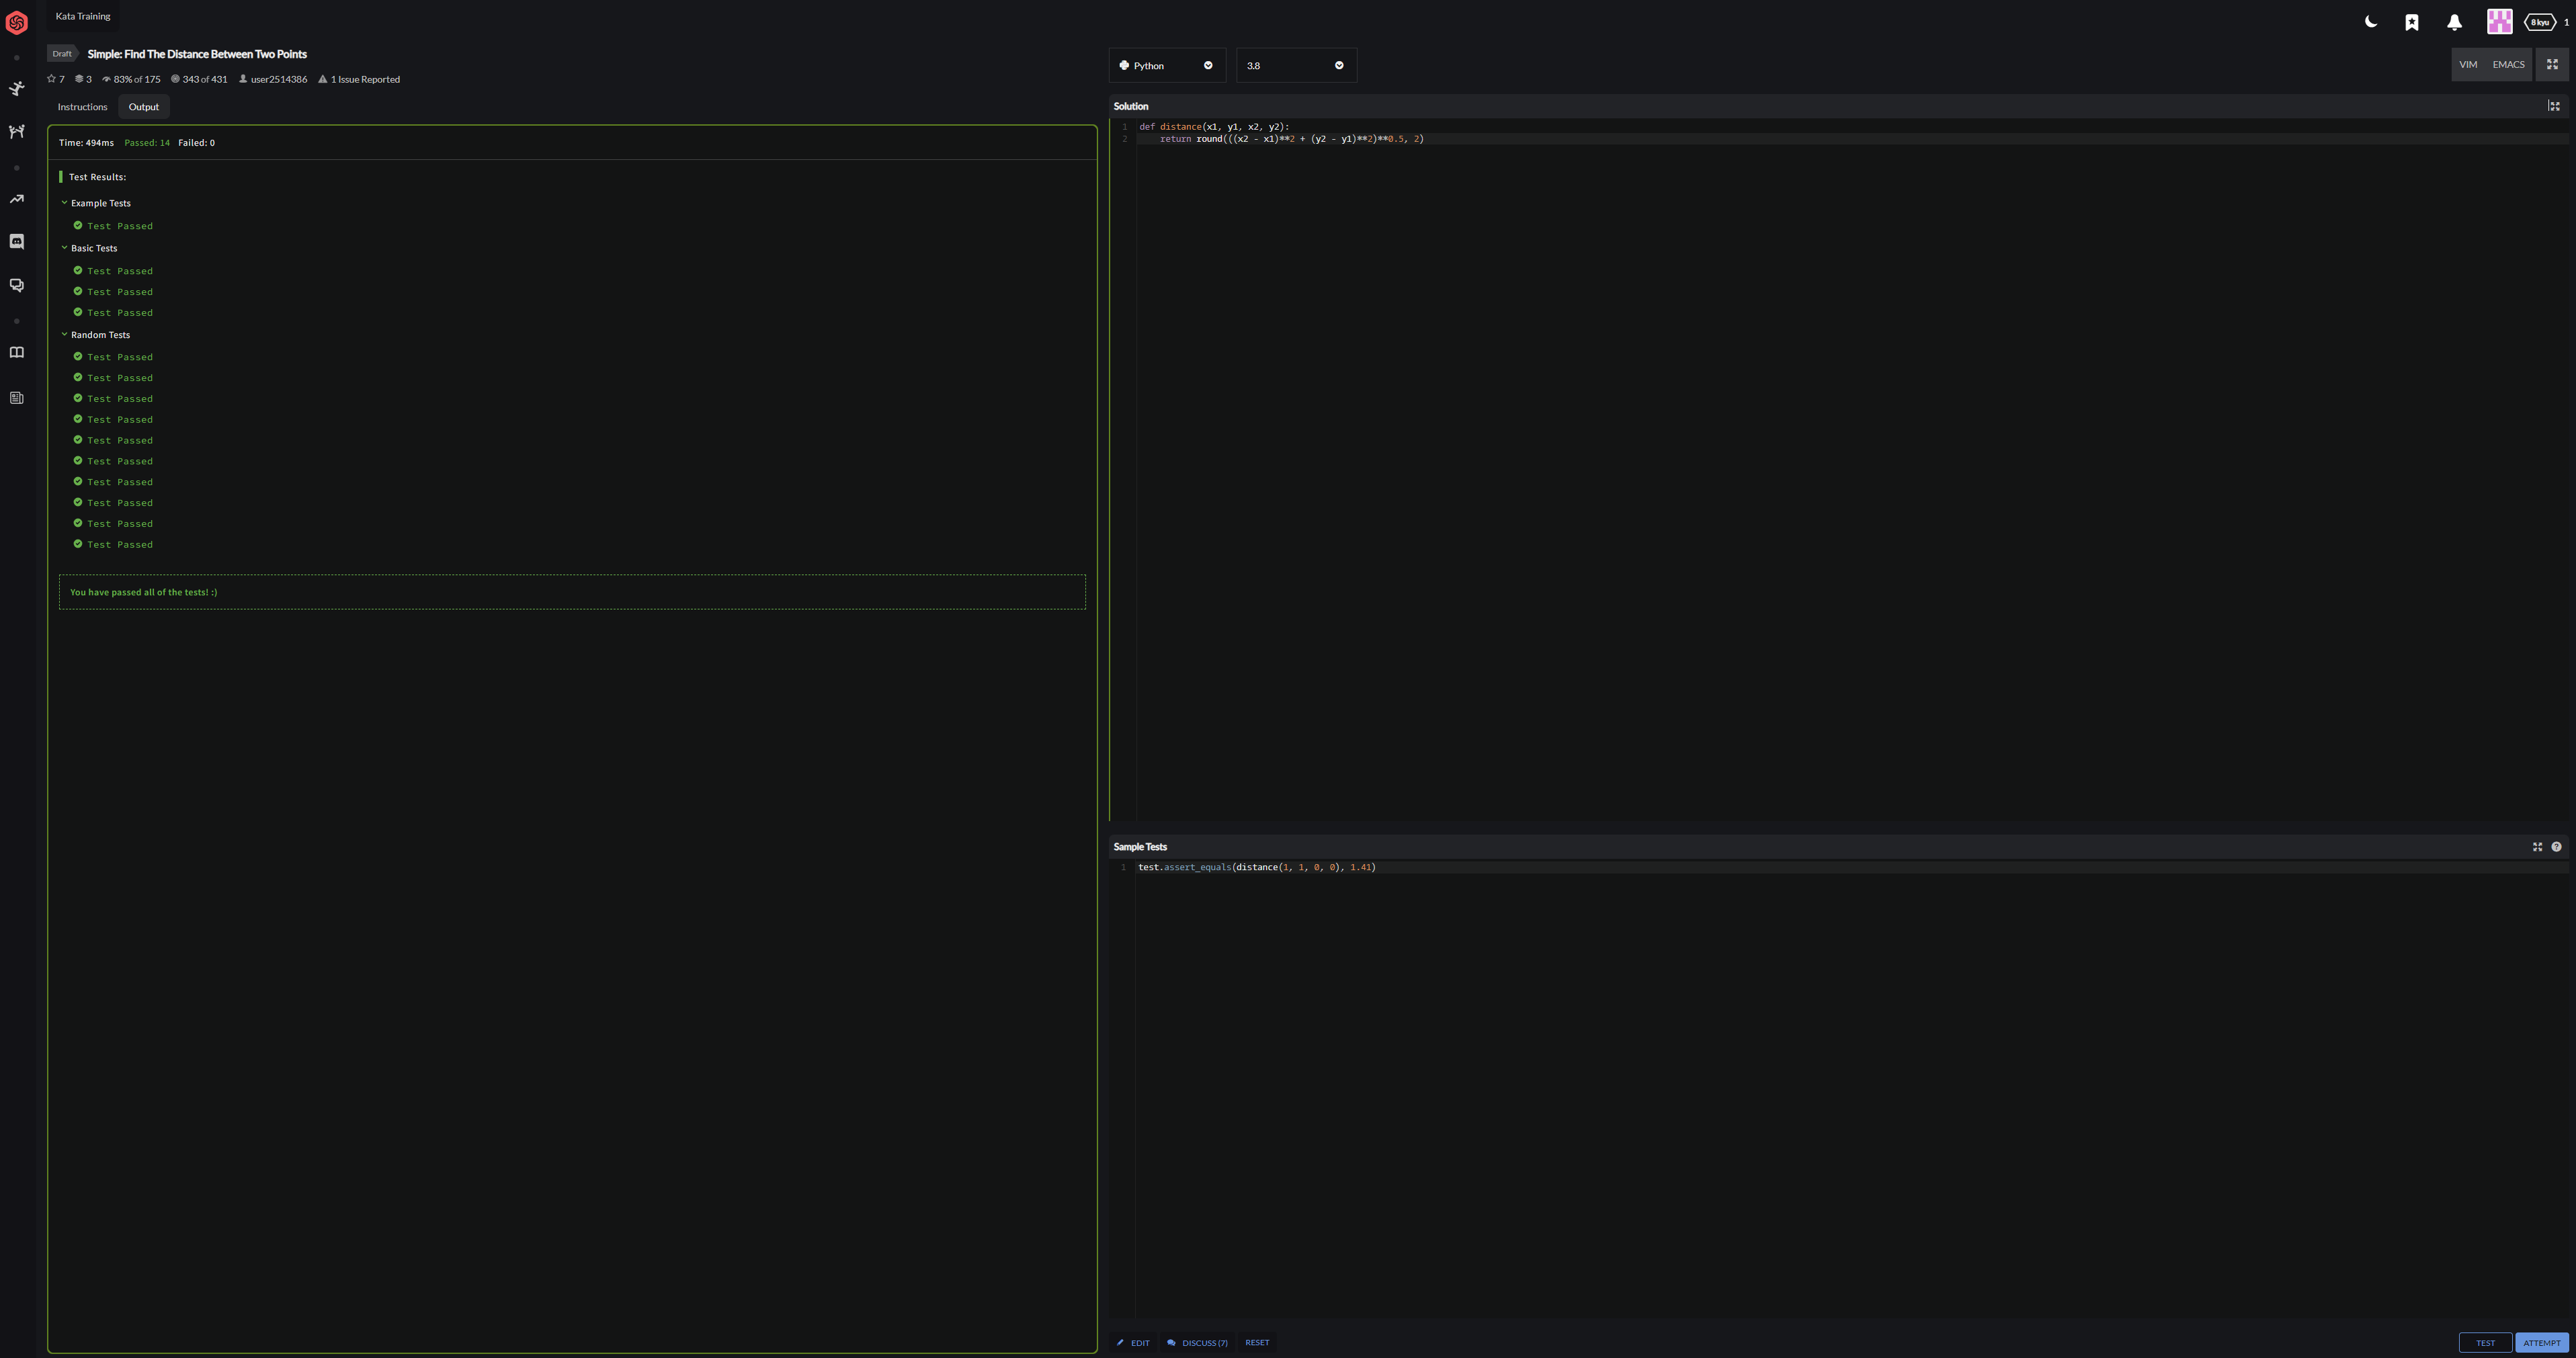 Kata Training
8 kyu 1
Draft Simple: Find The Distance Between Two Points
7 3 83% of 175 343 of 431 user2514386 1 Issue Reported
Instructions Output
Time: 494ms Passed: 14 Failed: 0
Test Results:
Example Tests
Test Passed
Basic Tests
Test Passed
Test Passed
Test Passed
Random Tests
Test Passed
Test Passed
Test Passed
Test Passed
Test Passed
Test Passed
Test Passed
Test Passed
Test Passed
Test Passed
You have passed all of the tests! :)
Python 3.8 VIM EMACS
Solution
1 def distance(x1, y1, x2, y2):
2 return round(((x2 - x1)**2 + (y2 - y1)**2)**0.5, 2)
Sample Tests
1 test.assert_equals(distance(1, 1, 0, 0), 1.41)
EDIT DISCUSS (7) RESET TEST ATTEMPT